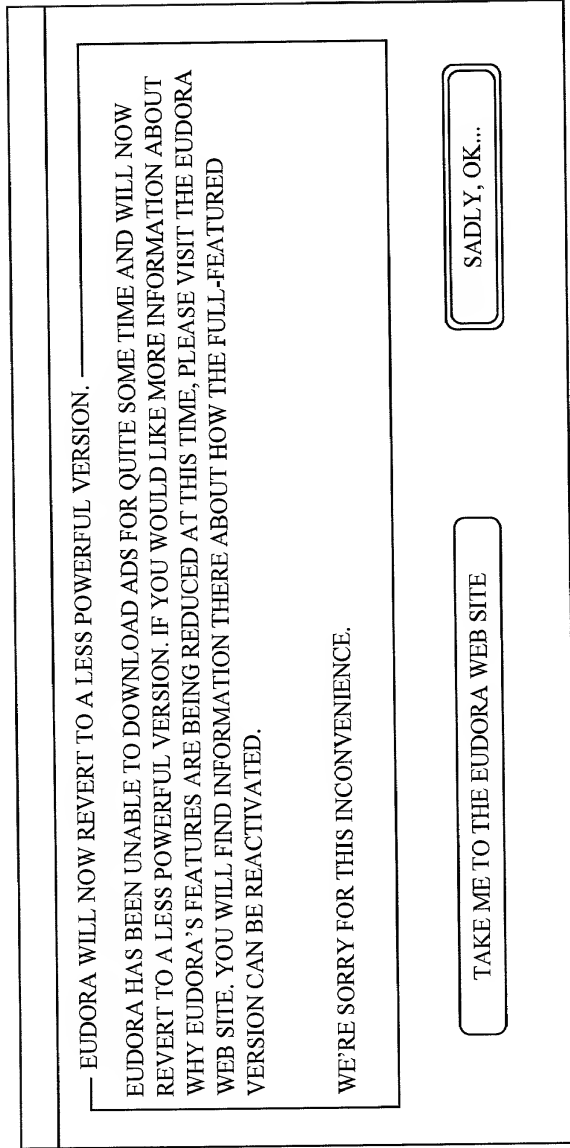 EUDORA WILL NOW REVERT TO A LESS POWERFUL VERSION.
EUDORA HAS BEEN UNABLE TO DOWNLOAD ADS FOR QUITE SOME TIME AND WILL NOW
REVERT TO A LESS POWERFUL VERSION. IF YOU WOULD LIKE MORE INFORMATION ABOUT
WHY EUDORA'S FEATURES ARE BEING REDUCED AT THIS TIME, PLEASE VISIT THE EUDORA
WEB SITE. YOU WILL FIND INFORMATION THERE ABOUT HOW THE FULL-FEATURED
VERSION CAN BE REACTIVATED.
WE'RE SORRY FOR THIS INCONVENIENCE.
TAKE ME TO THE EUDORA WEB SITE
SADLY, OK...